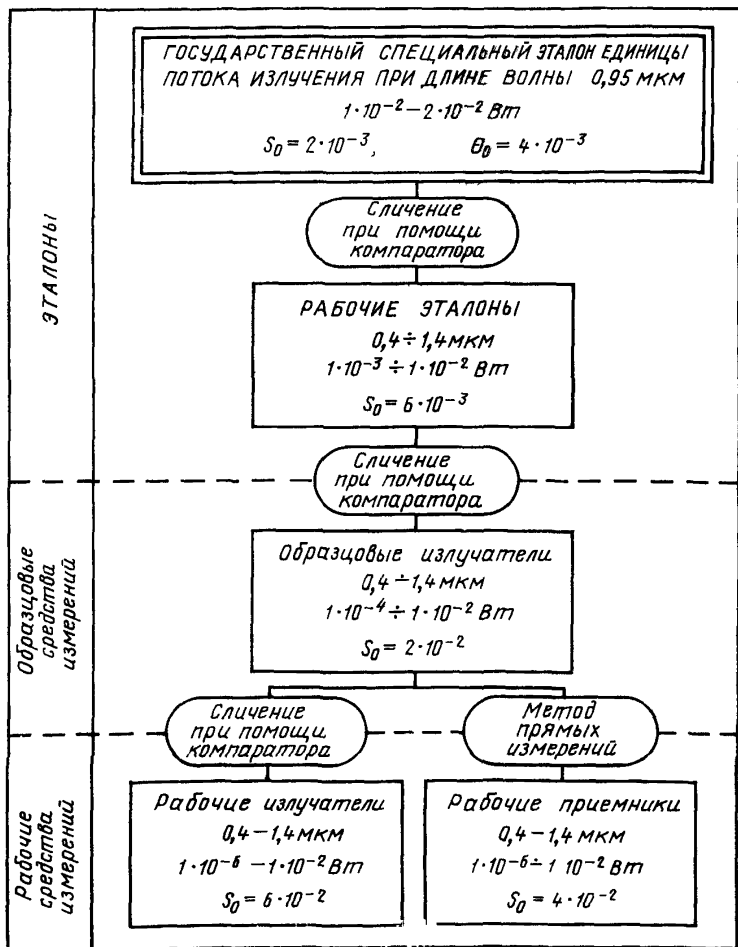 ЭТАЛОНЫ
ГОСУДАРСТВЕННЫЙ СПЕЦИАЛЬНЫЙ ЭТАЛОН ЕДИНИЦЫ
ПОТОКА ИЗЛУЧЕНИЯ ПРИ ДЛИНЕ ВОЛНЫ 0,95 МКМ
1·10⁻² – 2·10⁻² Вт
S₀ = 2·10⁻³, Θ₀ = 4·10⁻³
Сличение
при помощи
компаратора
РАБОЧИЕ ЭТАЛОНЫ
0,4 ÷ 1,4 мкм
1·10⁻³ ÷ 1·10⁻² Вт
S₀ = 6·10⁻³
Сличение
при помощи
компаратора
Образцовые
средства
измерений
Образцовые излучатели
0,4 ÷ 1,4 мкм
1·10⁻⁴ ÷ 1·10⁻² Вт
S₀ = 2·10⁻²
Сличение
при помощи
компаратора
Метод
прямых
измерений
Рабочие
средства
измерений
Рабочие излучатели
0,4 – 1,4 мкм
1·10⁻⁶ – 1·10⁻² Вт
S₀ = 6·10⁻²
Рабочие приемники
0,4 – 1,4 мкм
1·10⁻⁶ ÷ 1 10⁻² Вт
S₀ = 4·10⁻²